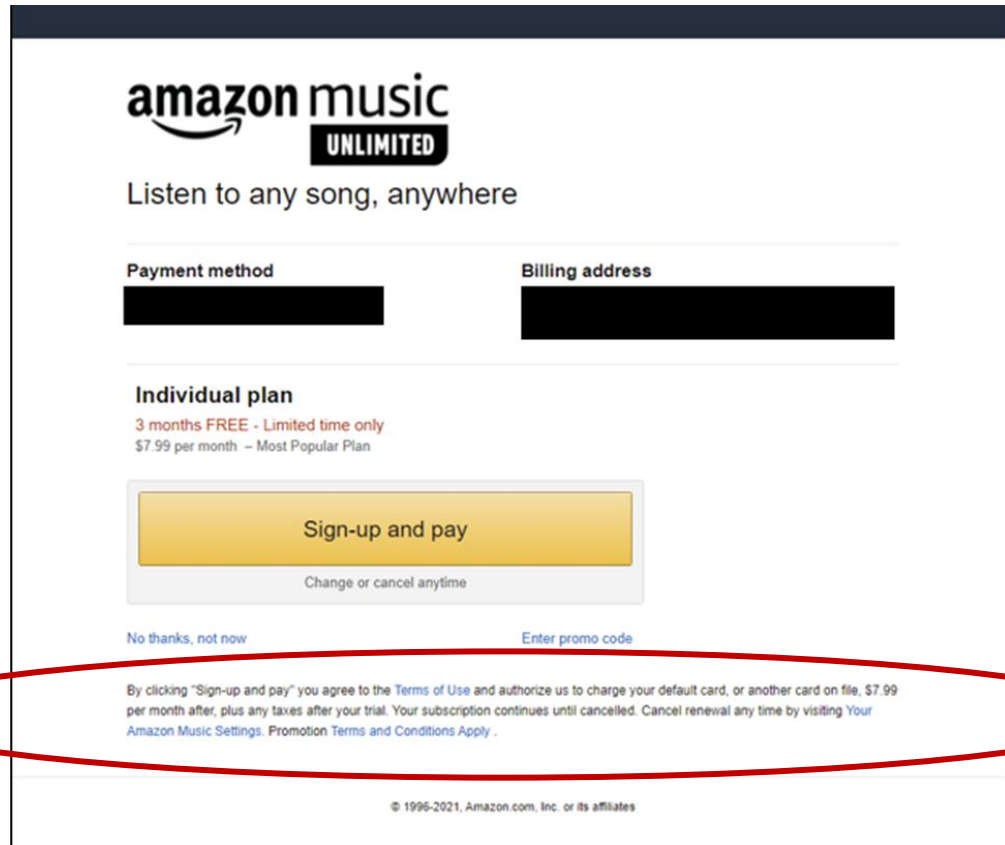 amazon music
UNLIMITED
Listen to any song, anywhere
Payment method
Billing address
Individual plan
3 months FREE - Limited time only
$7.99 per month – Most Popular Plan
Sign-up and pay
Change or cancel anytime
No thanks, not now
Enter promo code
By clicking "Sign-up and pay" you agree to the Terms of Use and authorize us to charge your default card, or another card on file, $7.99
per month after, plus any taxes after your trial. Your subscription continues until cancelled. Cancel renewal any time by visiting Your
Amazon Music Settings. Promotion Terms and Conditions Apply .
© 1996-2021, Amazon.com, Inc. or its affiliates